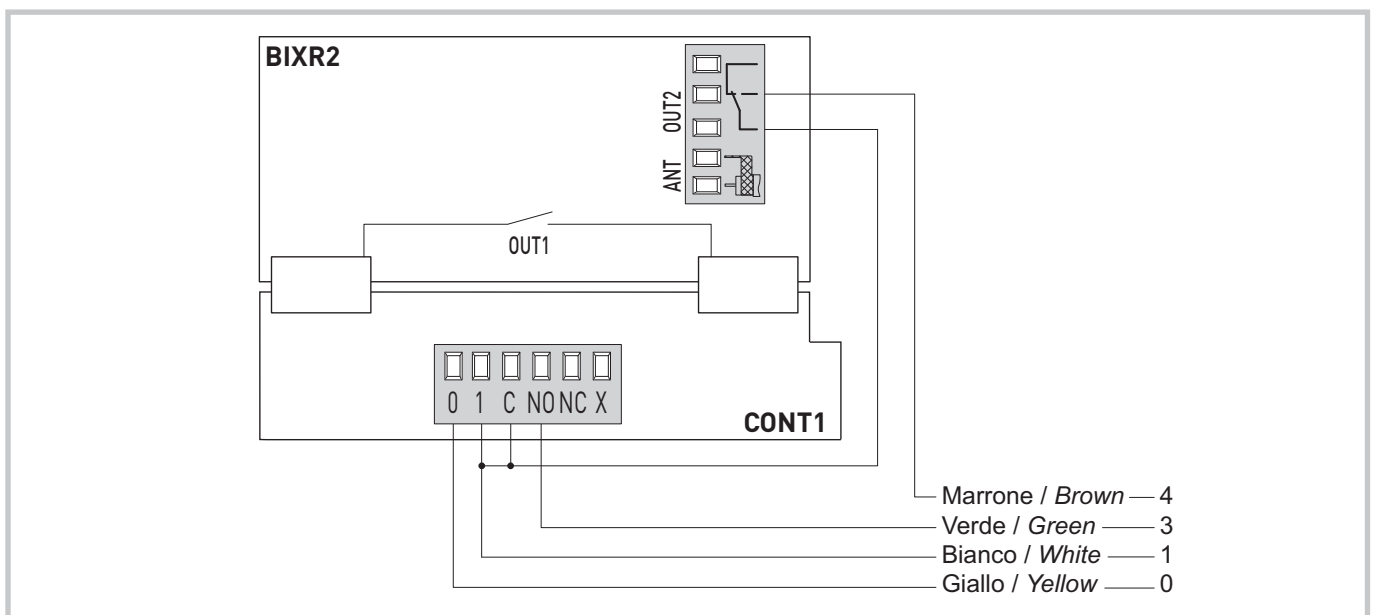 BIXR2
OUT2
ANT
OUT1
0 1 C NO NC X
CONT1
Marrone / Brown 4
Verde / Green 3
Bianco / White 1
Giallo / Yellow 0